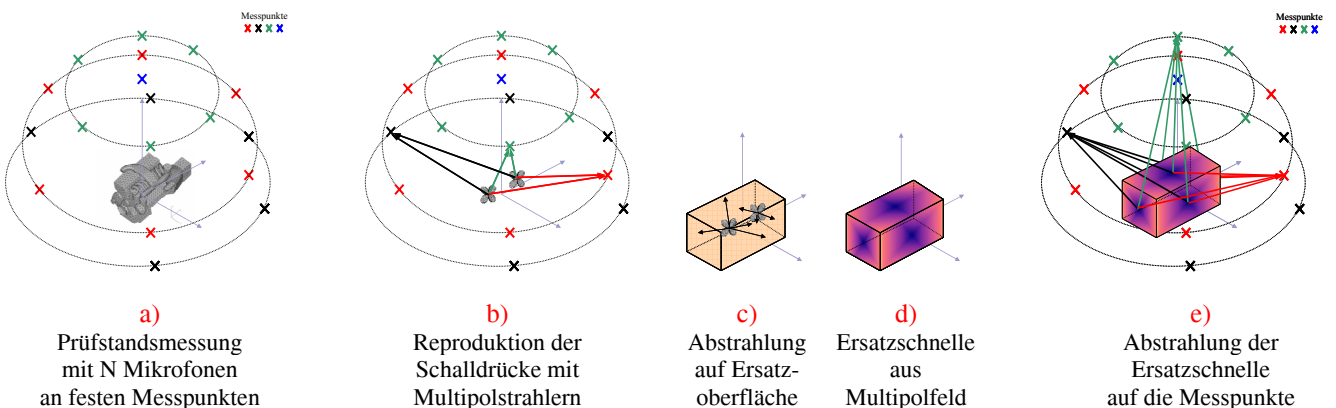 Messpunkte
Messpunkte
a)
Prüfstandsmessung
mit N Mikrofonen
an festen Messpunkten
b)
Reproduktion der
Schalldrücke mit
Multipolstrahlern
c)
Abstrahlung
auf Ersatz-
oberfläche
d)
Ersatzschnelle
aus
Multipolfeld
e)
Abstrahlung der
Ersatzschnelle
auf die Messpunkte